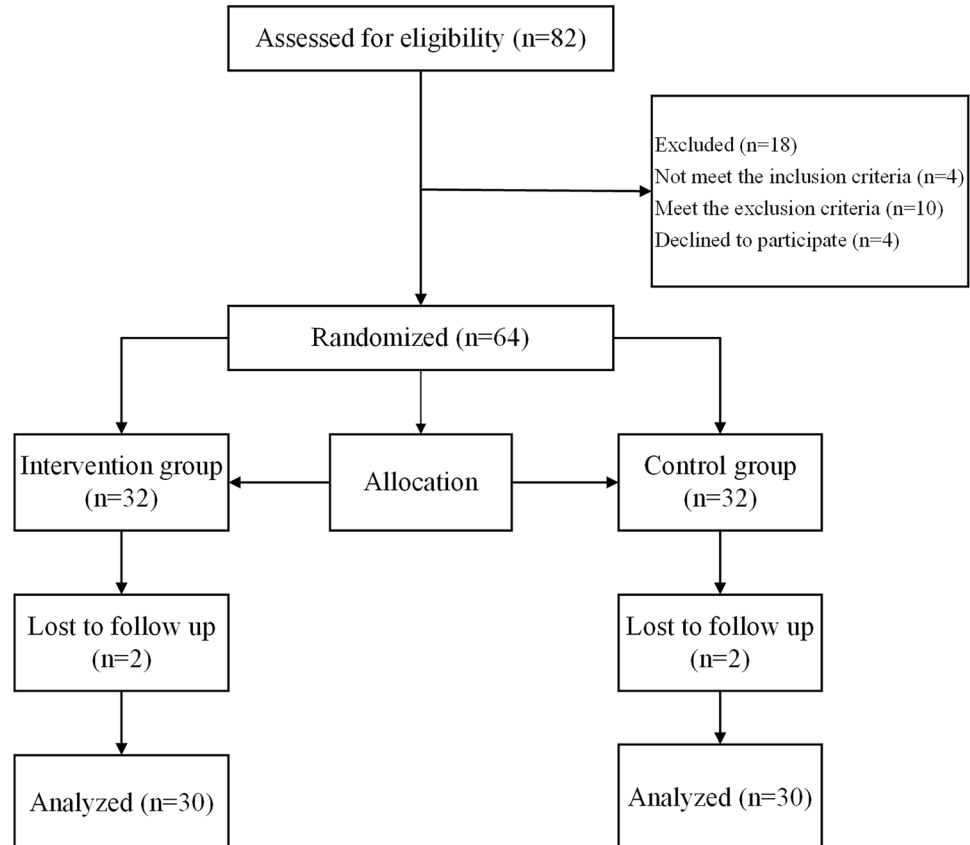 Assessed for eligibility (n=82)
Excluded (n=18)
Not meet the inclusion criteria (n=4)
Meet the exclusion criteria (n=10)
Declined to participate (n=4)
Randomized (n=64)
Intervention group
(n=32)
Allocation
Control group
(n=32)
Lost to follow up
(n=2)
Lost to follow up
(n=2)
Analyzed (n=30)
Analyzed (n=30)